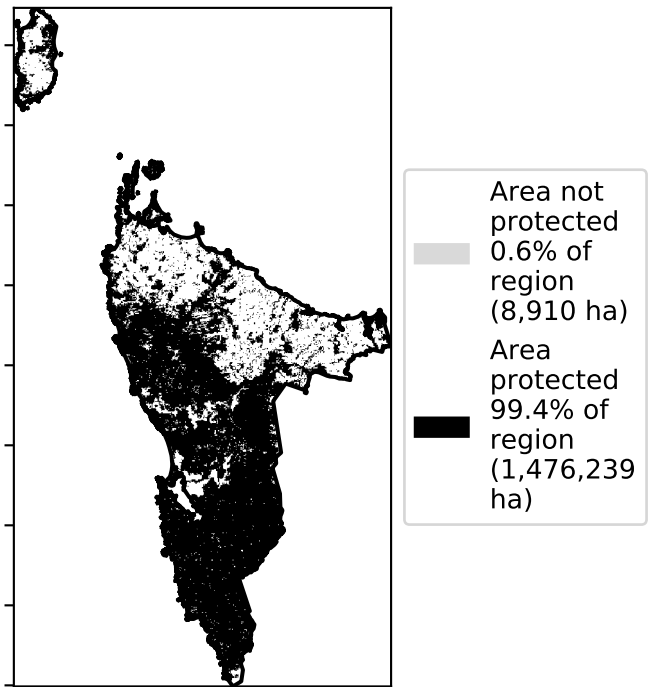 Area not
protected
0.6% of
region
(8,910 ha)
Area
protected
99.4% of
region
(1,476,239
ha)